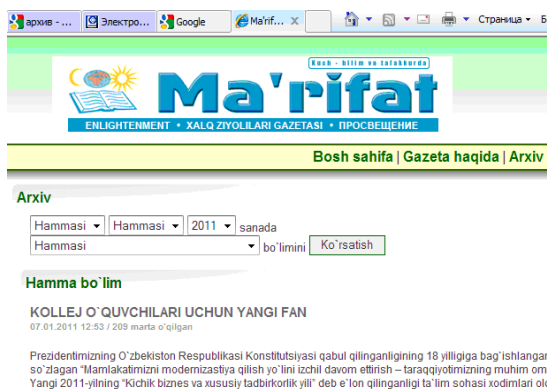 архив - ... Электро... Google Ma'rif... Страница
Kuch - bilim va tafakkurda
Ma'rifat
ENLIGHTENMENT • XALQ ZIYOLILARI GAZETASI • ПРОСВЕЩЕНИЕ
Bosh sahifa | Gazeta haqida | Arxiv
Arxiv
Hammasi Hammasi 2011 sanada
Hammasi bo`limini Ko`rsatish
Hamma bo`lim
KOLLEJ O`QUVCHILARI UCHUN YANGI FAN
07.01.2011 12:53 / 209 marta o`qilgan
Prezidentimizning O`zbekiston Respublikasi Konstitutsiyasi qabul qilinganligining 18 yilligiga bag`ishlangan
so`zlagan “Mamlakatimizni modernizastiya qilish yo`lini izchil davom ettirish – taraqqiyotimizning muhim om
Yangi 2011-yilning “Kichik biznes va xususiy tadbirkorlik yili” deb e`lon qilinganligi ta`lim sohasi xodimlari